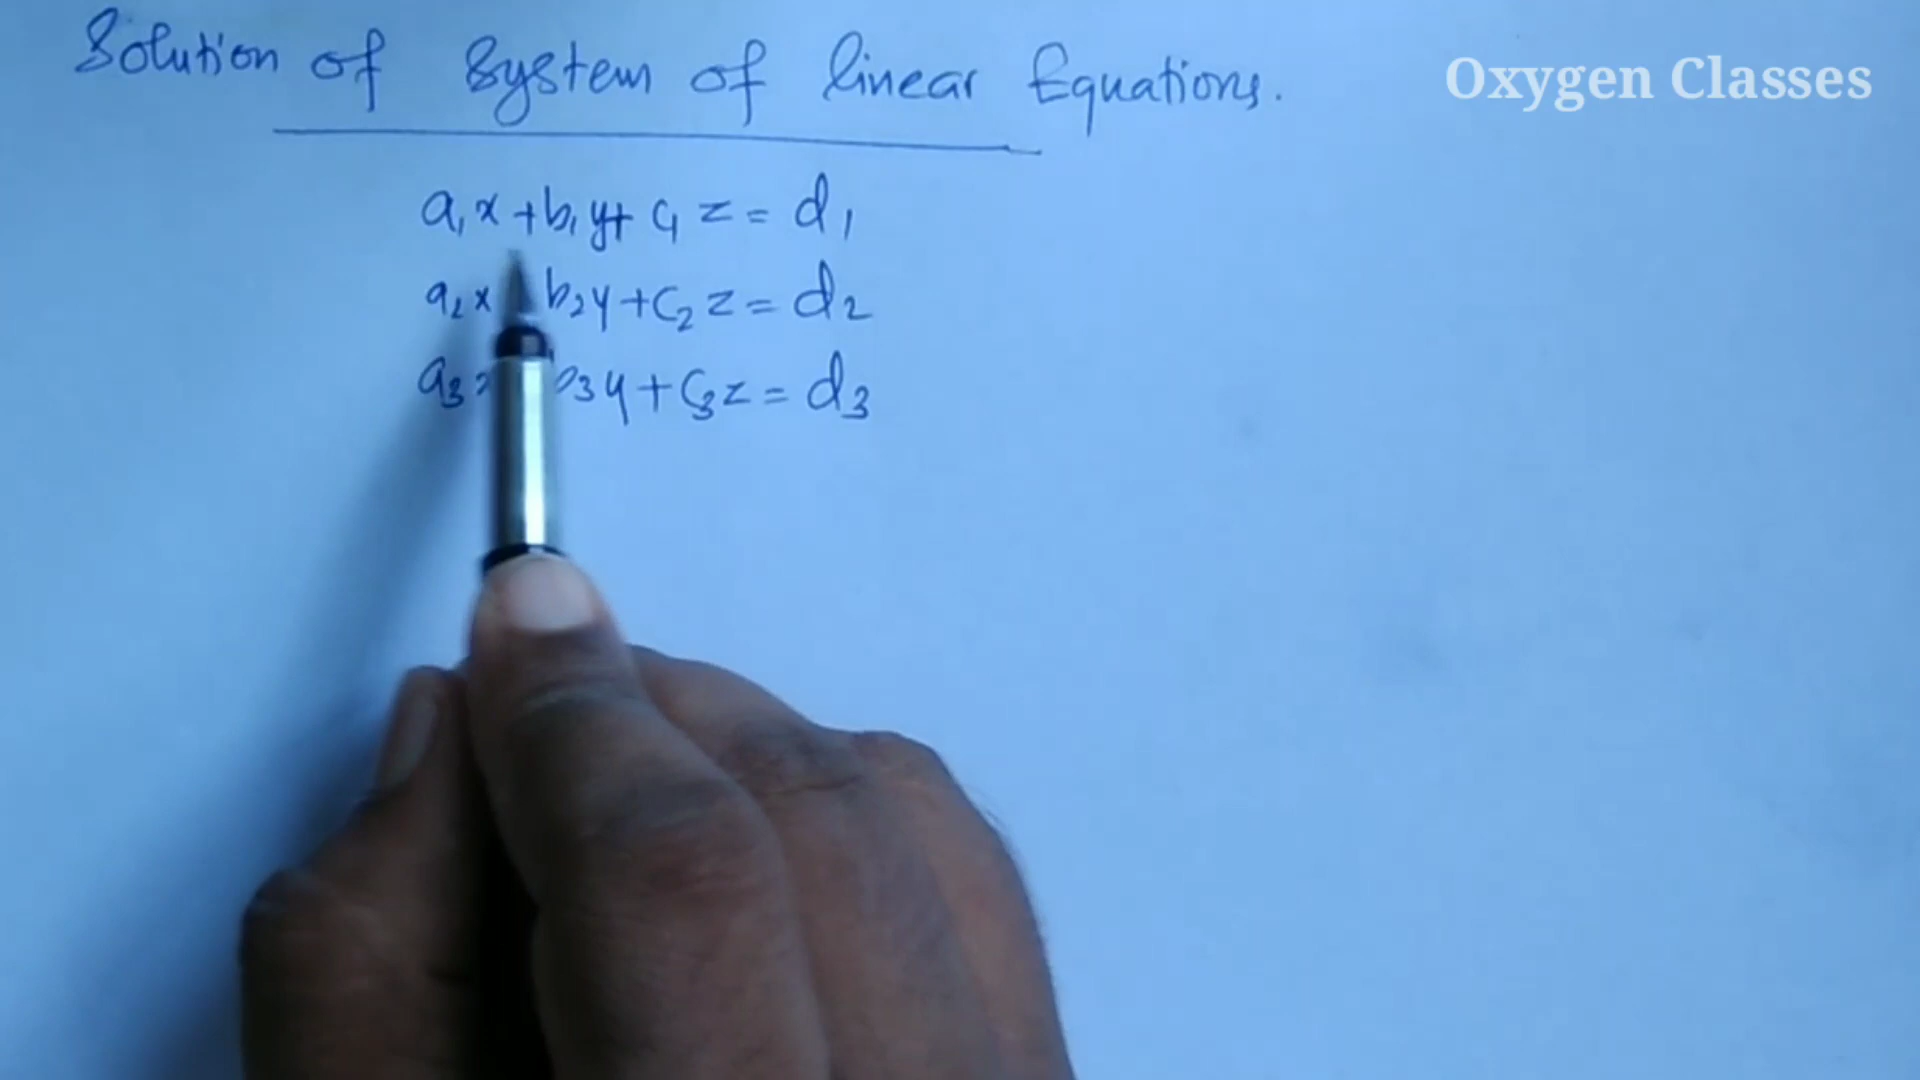 Solution of System of linear Equations.
Oxygen Classes
a₁x+b₁y+c₁z=d₁
a₂x b₂y+c₂z=d₂
a₃ b₃y+c₃z=d₃